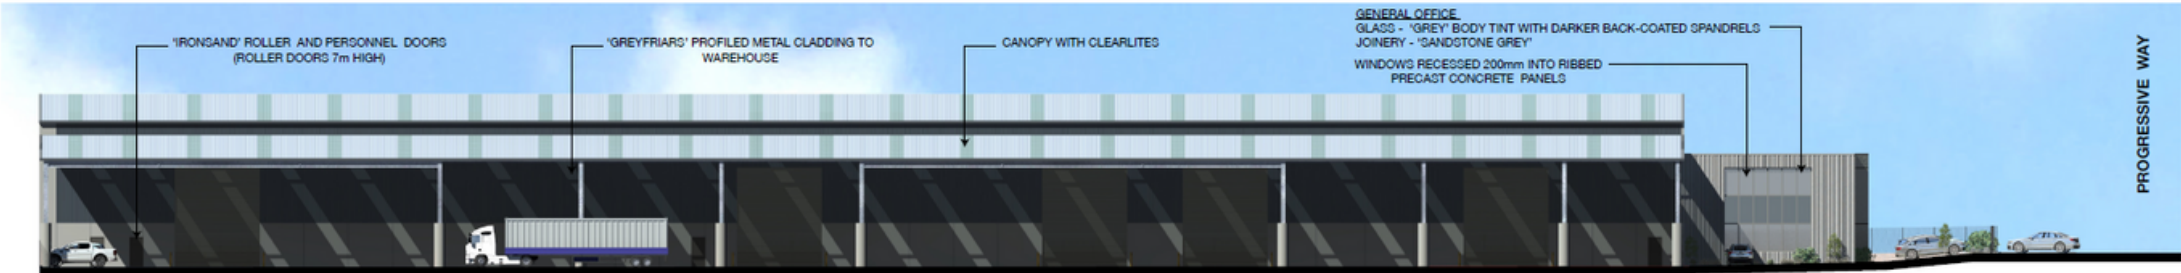 'IRONSAND' ROLLER AND PERSONNEL DOORS
(ROLLER DOORS 7m HIGH)
'GREYFRIARS' PROFILED METAL CLADDING TO
WAREHOUSE
CANOPY WITH CLEARLITES
GENERAL OFFICE
GLASS - 'GREY' BODY TINT WITH DARKER BACK-COATED SPANDRELS
JOINERY - 'SANDSTONE GREY'
WINDOWS RECESSED 200mm INTO RIBBED
PRECAST CONCRETE PANELS
PROGRESSIVE WAY